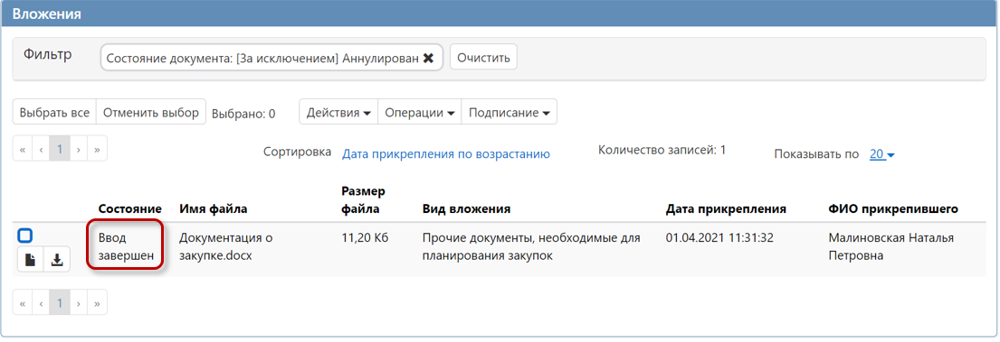 Вложения
Фильтр
Состояние документа: [За исключением] Аннулирован ✖
Очистить
Выбрать все
Отменить выбор
Выбрано: 0
Действия
Операции
Подписание
« ‹ 1 › »
Сортировка
Дата прикрепления по возрастанию
Количество записей: 1
Показывать по
20
Состояние
Имя файла
Размер
файла
Вид вложения
Дата прикрепления
ФИО прикрепившего
Ввод
завершен
Документация о
закупке.docx
11,20 Кб
Прочие документы, необходимые для
планирования закупок
01.04.2021 11:31:32
Малиновская Наталья
Петровна
« ‹ 1 › »